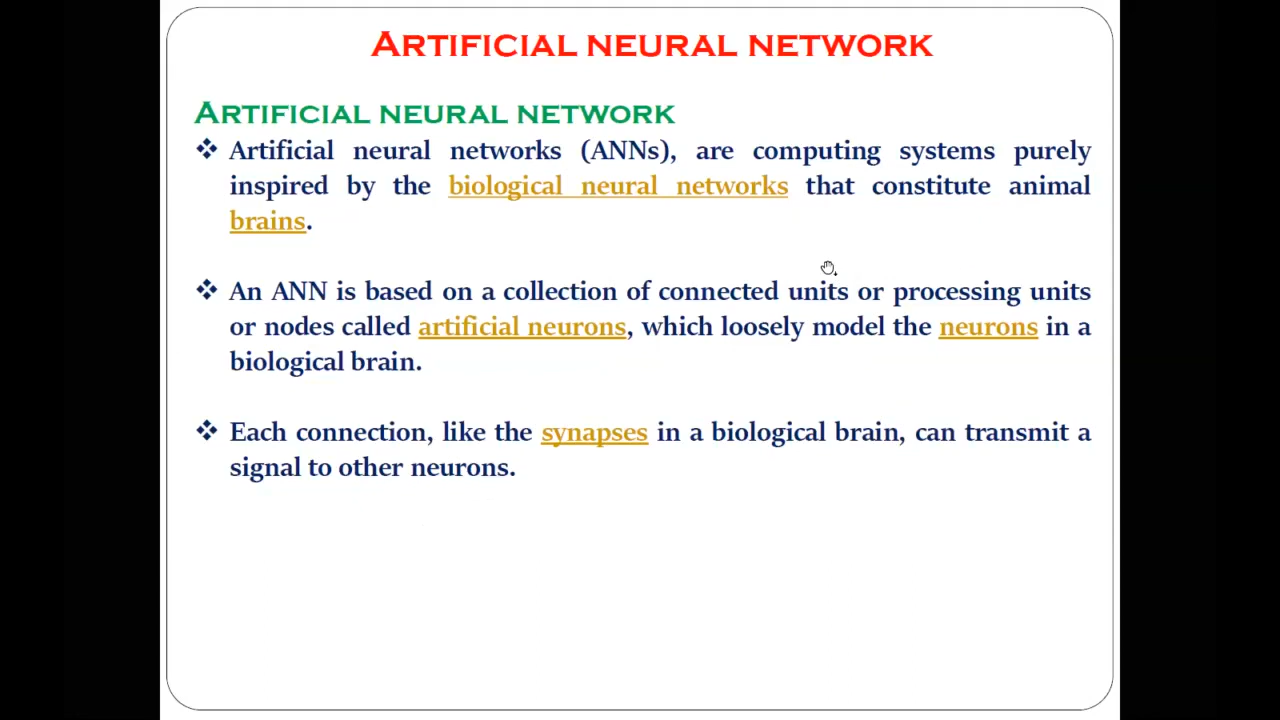 ARTIFICIAL NEURAL NETWORK
ARTIFICIAL NEURAL NETWORK
❖ Artificial neural networks (ANNs), are computing systems purely
inspired by the biological neural networks that constitute animal
brains.
❖ An ANN is based on a collection of connected units or processing units
or nodes called artificial neurons, which loosely model the neurons in a
biological brain.
❖ Each connection, like the synapses in a biological brain, can transmit a
signal to other neurons.